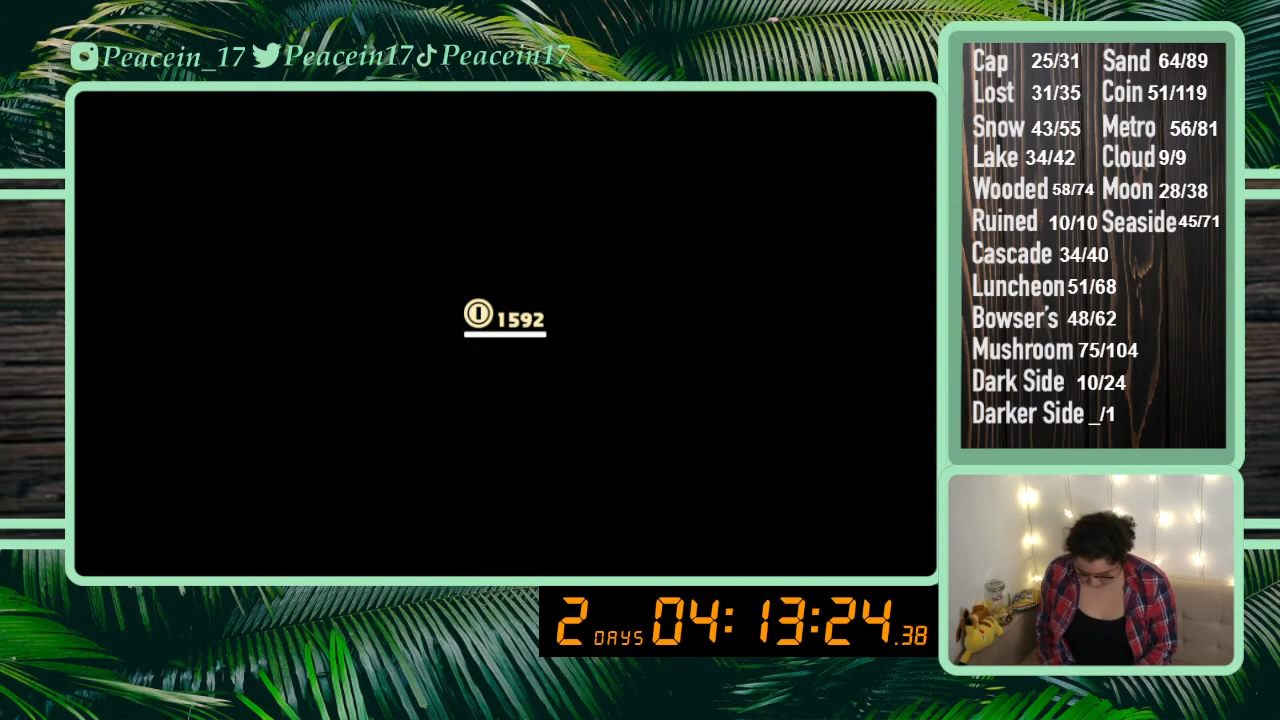 Peacein_17 Peacein17 Peacein17
Cap 25/31 Sand 64/89
Lost 31/35 Coin 51/119
Snow 43/55 Metro 56/81
Lake 34/42 Cloud 9/9
Wooded 58/74 Moon 28/38
Ruined 10/10 Seaside 45/71
Cascade 34/40
Luncheon 51/68
Bowser's 48/62
Mushroom 75/104
Dark Side 10/24
Darker Side _/1
1592
2 DAYS 04:13:24.38